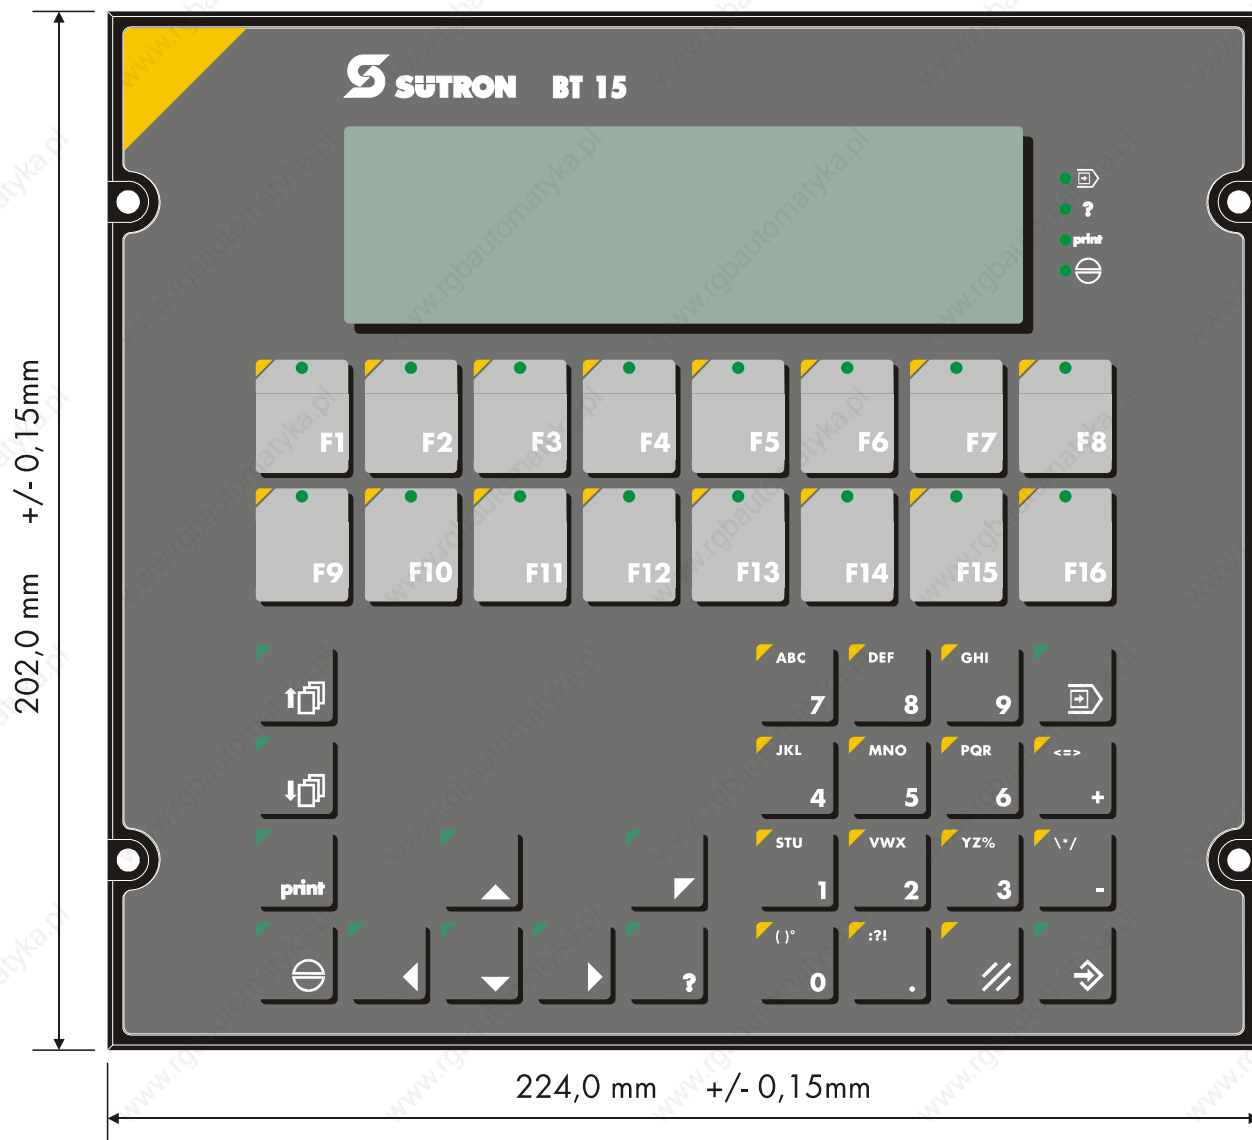 SÜTRON BT 15
?
print
F1 F2 F3 F4 F5 F6 F7 F8
F9 F10 F11 F12 F13 F14 F15 F16
ABC DEF GHI
7 8 9
JKL MNO PQR <=>
4 5 6 +
STU VWX YZ% \*/
print 1 2 3 -
( )° :?!
? 0 .
202,0 mm +/- 0,15mm
224,0 mm +/- 0,15mm
www.rgbautomatyka.pl